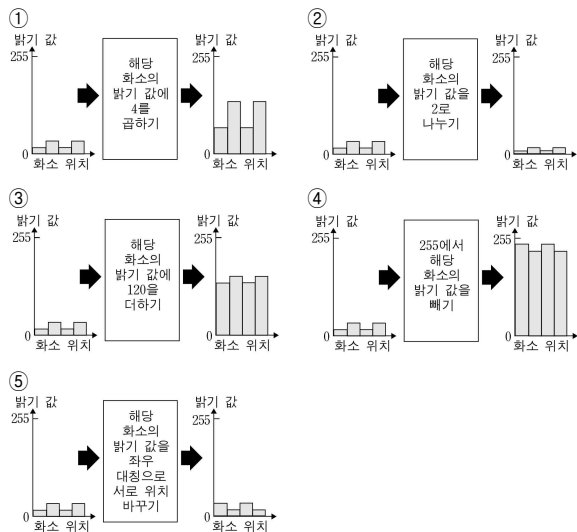 ①
밝기 값
255
0
화소 위치
해당
화소의
밝기 값에
4를
곱하기
밝기 값
255
0
화소 위치
②
밝기 값
255
0
화소 위치
해당
화소의
밝기 값을
2로
나누기
밝기 값
255
0
화소 위치
③
밝기 값
255
0
화소 위치
해당
화소의
밝기 값에
120을
더하기
밝기 값
255
0
화소 위치
④
밝기 값
255
0
화소 위치
255에서
해당
화소의
밝기 값을
빼기
밝기 값
255
0
화소 위치
⑤
밝기 값
255
0
화소 위치
해당
화소의
밝기 값을
좌우
대칭으로
서로 위치
바꾸기
밝기 값
255
0
화소 위치